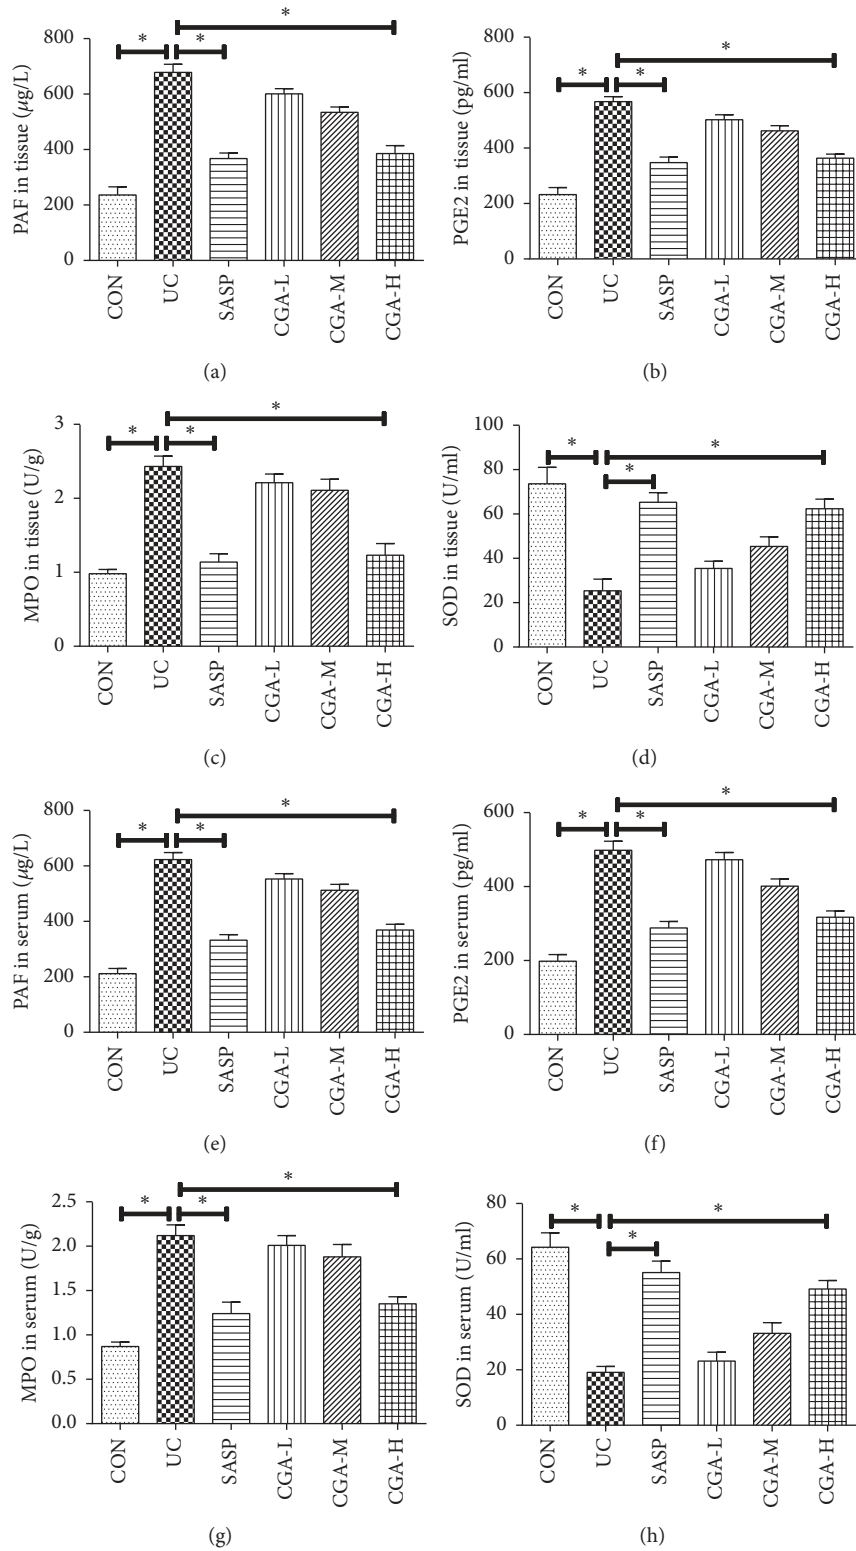 * * *
PAF in tissue (μg/L)
800
600
400
200
0
CON UC SASP CGA-L CGA-M CGA-H
(a)
* * *
PGE2 in tissue (pg/ml)
800
600
400
200
0
CON UC SASP CGA-L CGA-M CGA-H
(b)
* * *
MPO in tissue (U/g)
3
2
1
0
CON UC SASP CGA-L CGA-M CGA-H
(c)
* * *
SOD in tissue (U/ml)
100
80
60
40
20
0
CON UC SASP CGA-L CGA-M CGA-H
(d)
* * *
PAF in serum (μg/L)
800
600
400
200
0
CON UC SASP CGA-L CGA-M CGA-H
(e)
* * *
PGE2 in serum (pg/ml)
600
400
200
0
CON UC SASP CGA-L CGA-M CGA-H
(f)
* * *
MPO in serum (U/g)
2.5
2.0
1.5
1.0
0.5
0.0
CON UC SASP CGA-L CGA-M CGA-H
(g)
* * *
SOD in serum (U/ml)
80
60
40
20
0
CON UC SASP CGA-L CGA-M CGA-H
(h)